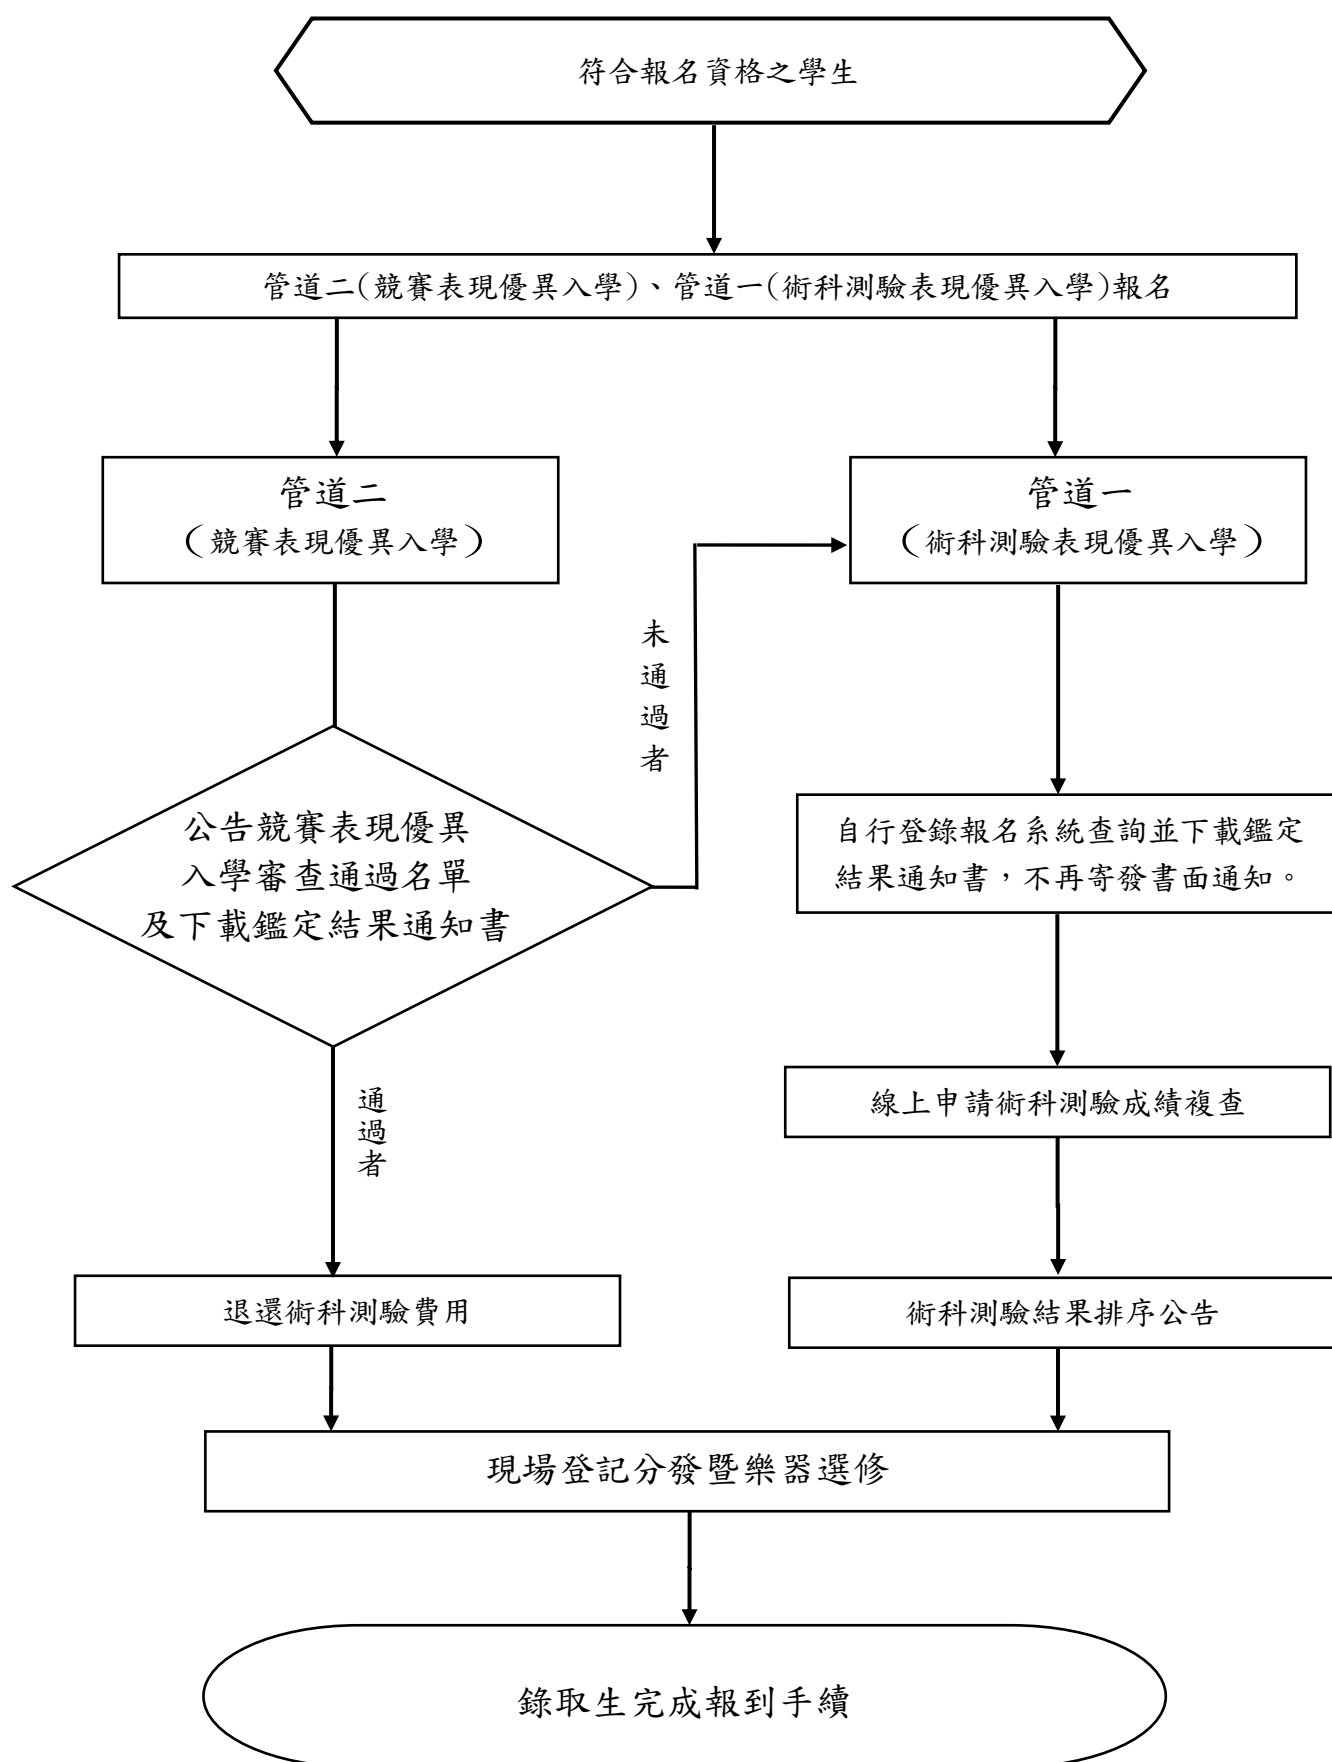 符合報名資格之學生
管道二(競賽表現優異入學)、管道一(術科測驗表現優異入學)報名
管道二
（競賽表現優異入學）
管道一
（術科測驗表現優異入學）
未
通
過
者
公告競賽表現優異
入學審查通過名單
及下載鑑定結果通知書
自行登錄報名系統查詢並下載鑑定
結果通知書，不再寄發書面通知。
通
過
者
線上申請術科測驗成績複查
退還術科測驗費用
術科測驗結果排序公告
現場登記分發暨樂器選修
錄取生完成報到手續